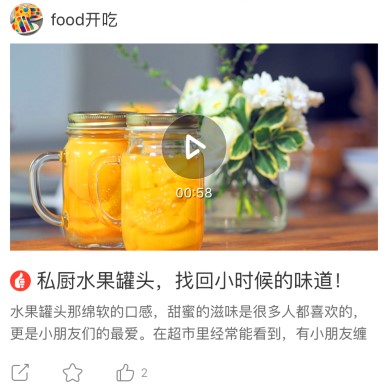 food开吃
00:58
私厨水果罐头，找回小时候的味道！
水果罐头那绵软的口感，甜蜜的滋味是很多人都喜欢的，
更是小朋友们的最爱。在超市里经常能看到，有小朋友缠
2